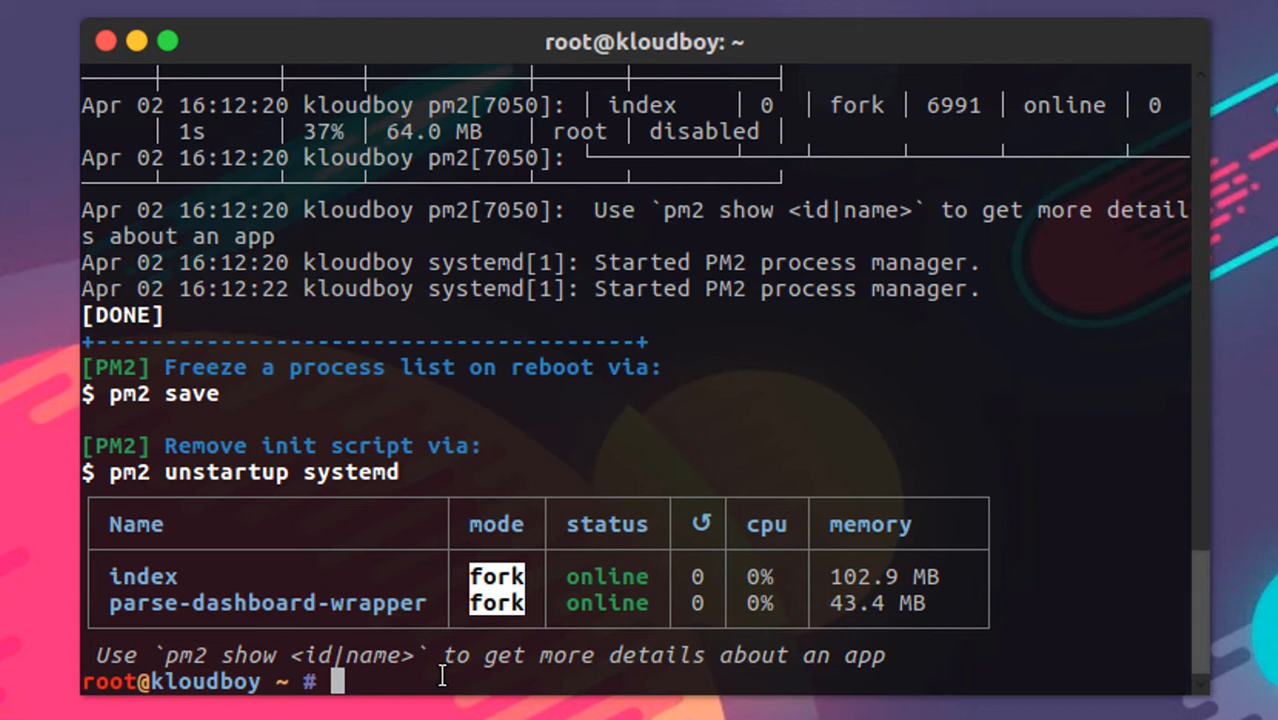 root@kloudboy: ~
Apr 02 16:12:20 kloudboy pm2[7050]: │ index │ 0 │ fork │ 6991 │ online │ 0
│ 1s │ 37% │ 64.0 MB │ root │ disabled │
Apr 02 16:12:20 kloudboy pm2[7050]:
Apr 02 16:12:20 kloudboy pm2[7050]: Use `pm2 show <id|name>` to get more detail
s about an app
Apr 02 16:12:20 kloudboy systemd[1]: Started PM2 process manager.
Apr 02 16:12:22 kloudboy systemd[1]: Started PM2 process manager.
[DONE]
+---------------------------------------+
[PM2] Freeze a process list on reboot via:
$ pm2 save
[PM2] Remove init script via:
$ pm2 unstartup systemd
Name mode status ↺ cpu memory
index fork online 0 0% 102.9 MB
parse-dashboard-wrapper fork online 0 0% 43.4 MB
Use `pm2 show <id|name>` to get more details about an app
root@kloudboy ~ #